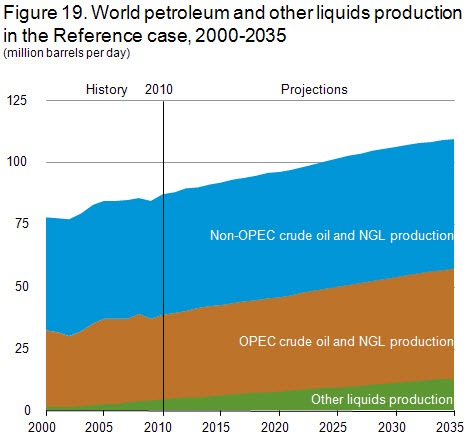 Figure 19. World petroleum and other liquids production
in the Reference case, 2000-2035
(million barrels per day)
125
History 2010 Projections
100
75
Non-OPEC crude oil and NGL production
50
OPEC crude oil and NGL production
25
Other liquids production
0
2000 2005 2010 2015 2020 2025 2030 2035